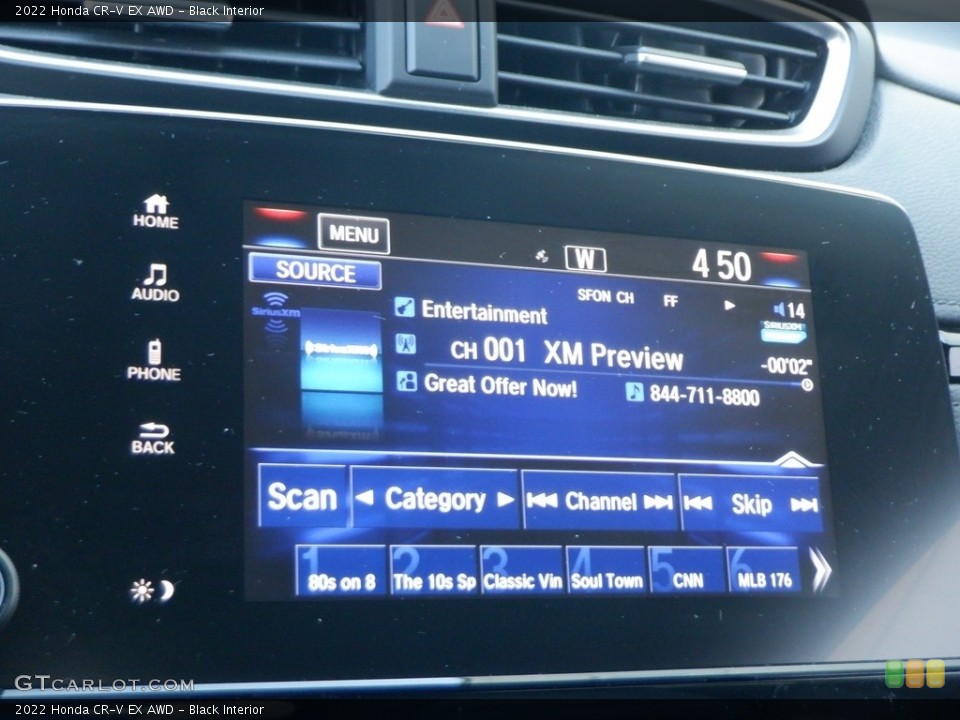 2022 Honda CR-V EX AWD - Black Interior
HOME
AUDIO
PHONE
BACK
MENU
W
4 50
SOURCE
SFON CH FF
14
SiriusXM
SiriusXM
Entertainment
CH 001 XM Preview
-00'02"
Great Offer Now!
844-711-8800
Scan
Category
Channel
Skip
1 80s on 8
2 The 10s Sp
3 Classic Vin
4 Soul Town
5 CNN
6 MLB 176
GTCARLOT.COM
2022 Honda CR-V EX AWD - Black Interior